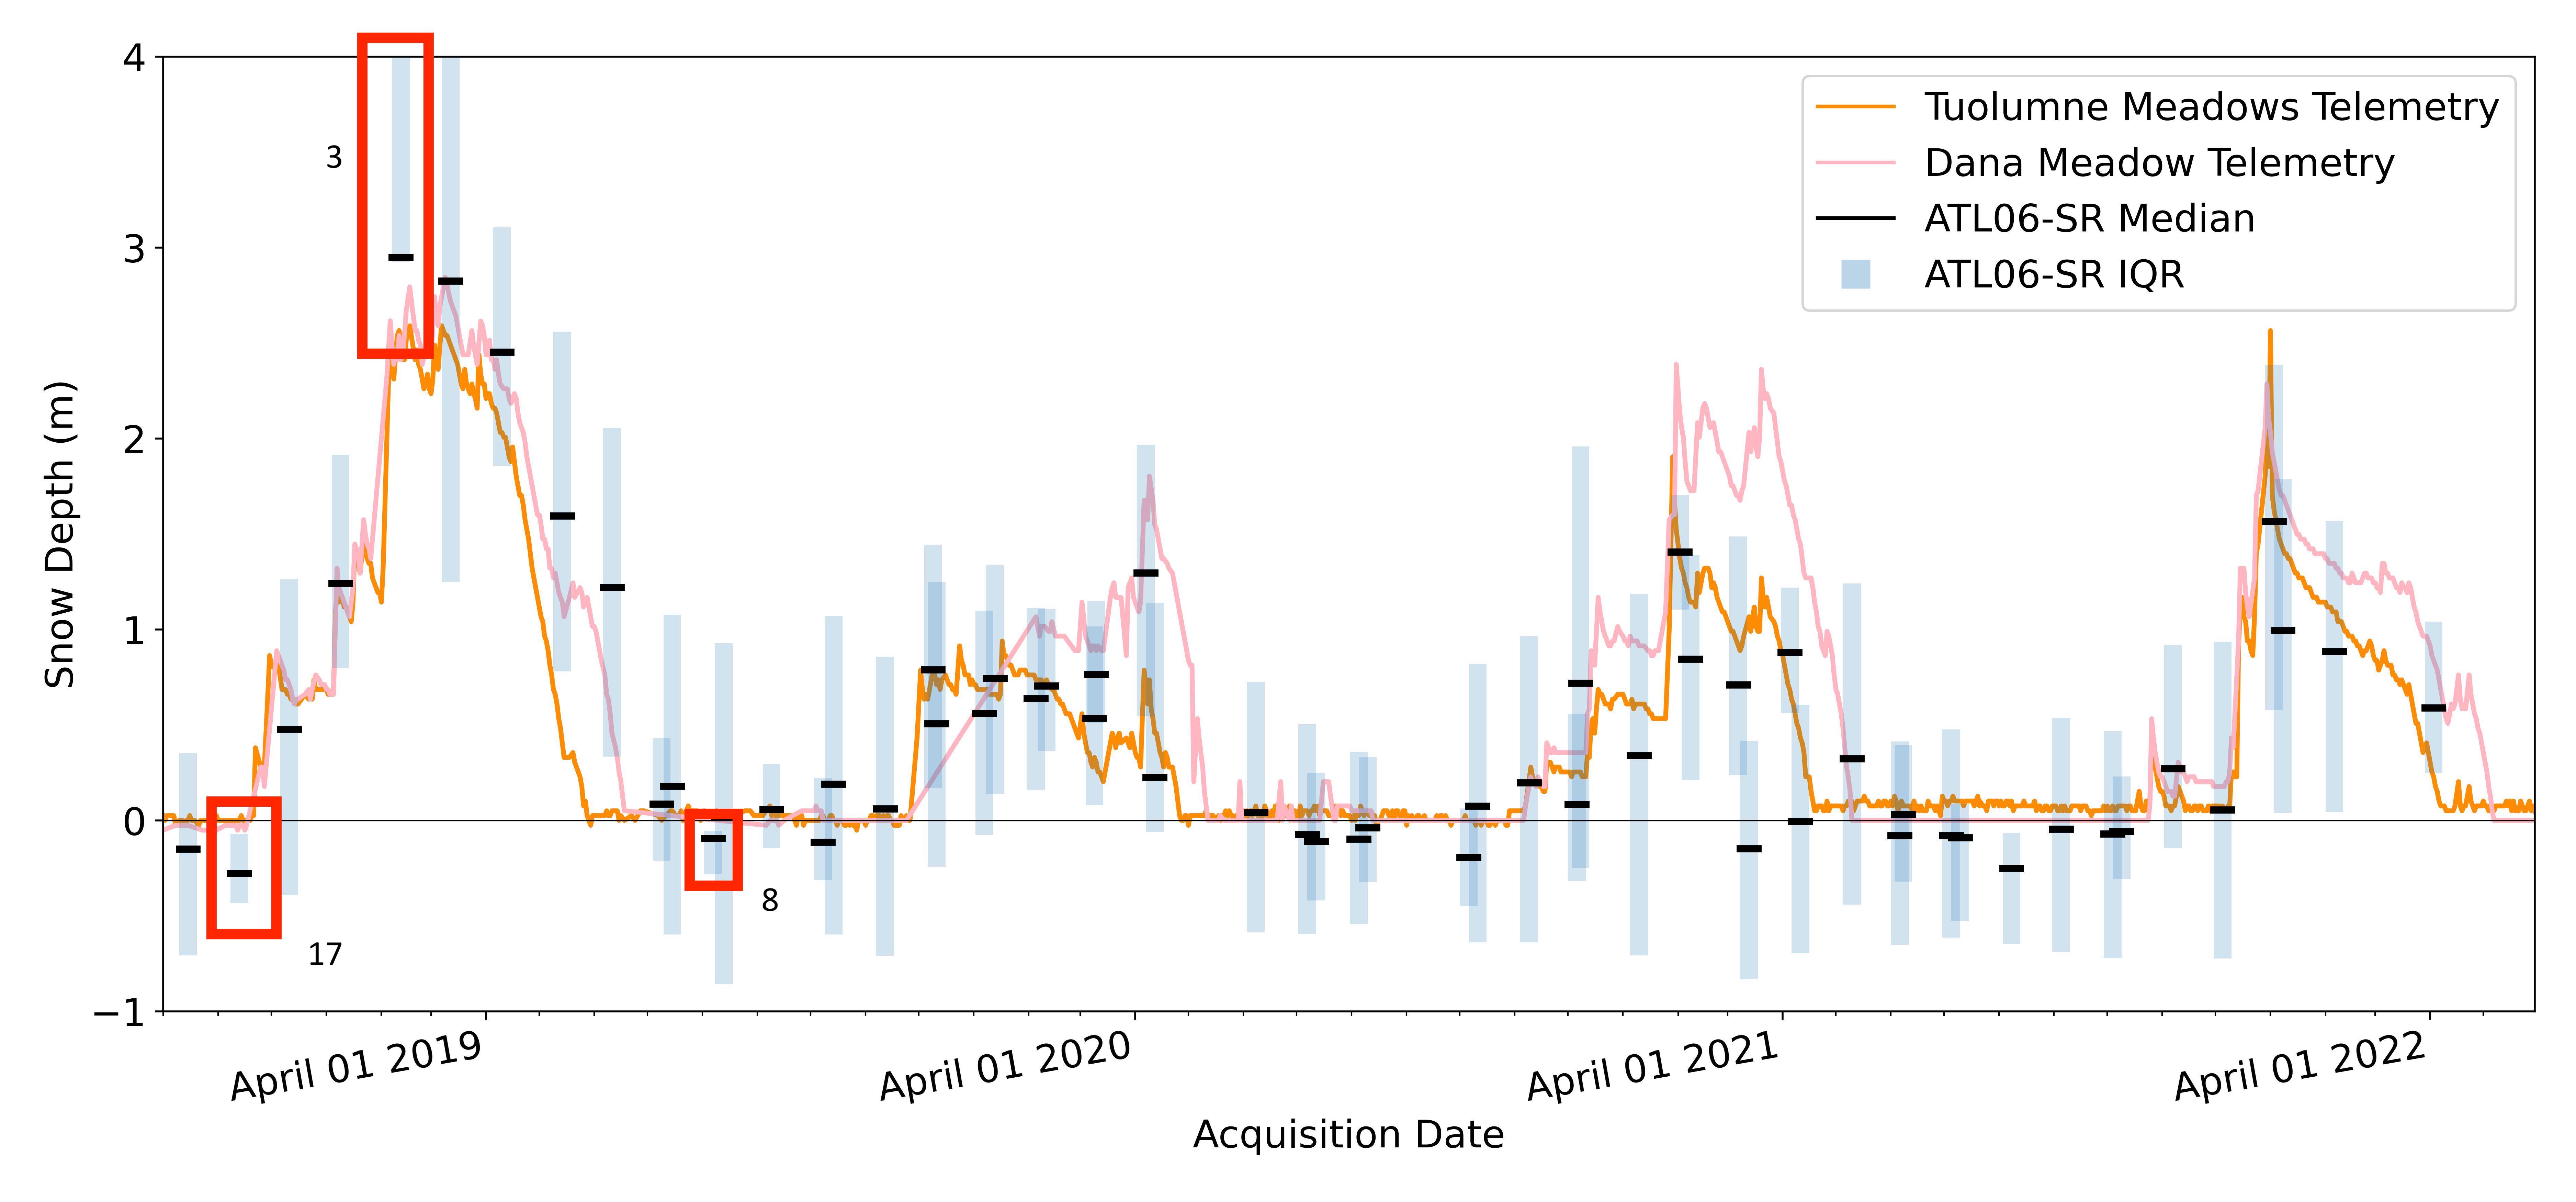 4
3
2
1
0
−1
Snow Depth (m)
3
17
8
Tuolumne Meadows Telemetry
Dana Meadow Telemetry
ATL06-SR Median
ATL06-SR IQR
April 01 2019
April 01 2020
April 01 2021
April 01 2022
Acquisition Date